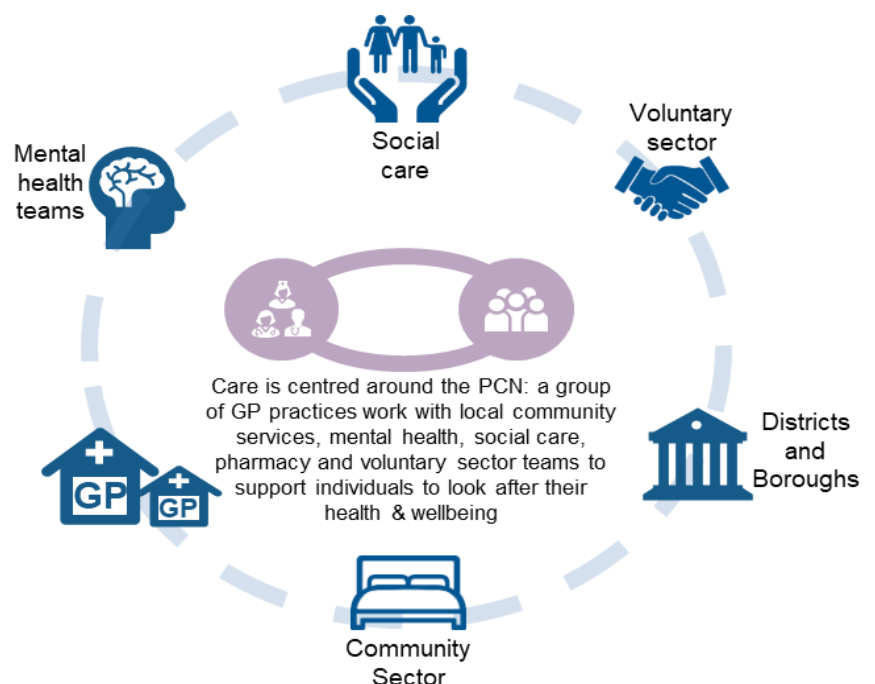 Social
care
Voluntary
sector
Mental
health
teams
Care is centred around the PCN: a group
of GP practices work with local community
services, mental health, social care,
pharmacy and voluntary sector teams to
support individuals to look after their
health & wellbeing
Districts
and
Boroughs
GP
GP
Community
Sector